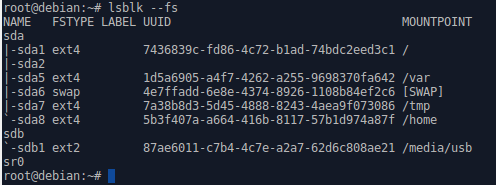 root@debian:~# lsblk --fs
NAME   FSTYPE LABEL UUID                                 MOUNTPOINT
sda
|-sda1 ext4         7436839c-fd86-4c72-b1ad-74bdc2eed3c1 /
|-sda2
|-sda5 ext4         1d5a6905-a4f7-4262-a255-9698370fa642 /var
|-sda6 swap         4e7ffadd-6e8e-4374-8926-1108b84ef2c6 [SWAP]
|-sda7 ext4         7a38b8d3-5d45-4888-8243-4aea9f073086 /tmp
`-sda8 ext4         5b3f407a-a664-416b-8117-57b1d974a87f /home
sdb
`-sdb1 ext2         87ae6011-c7b4-4c7e-a2a7-62d6c808ae21 /media/usb
sr0
root@debian:~#